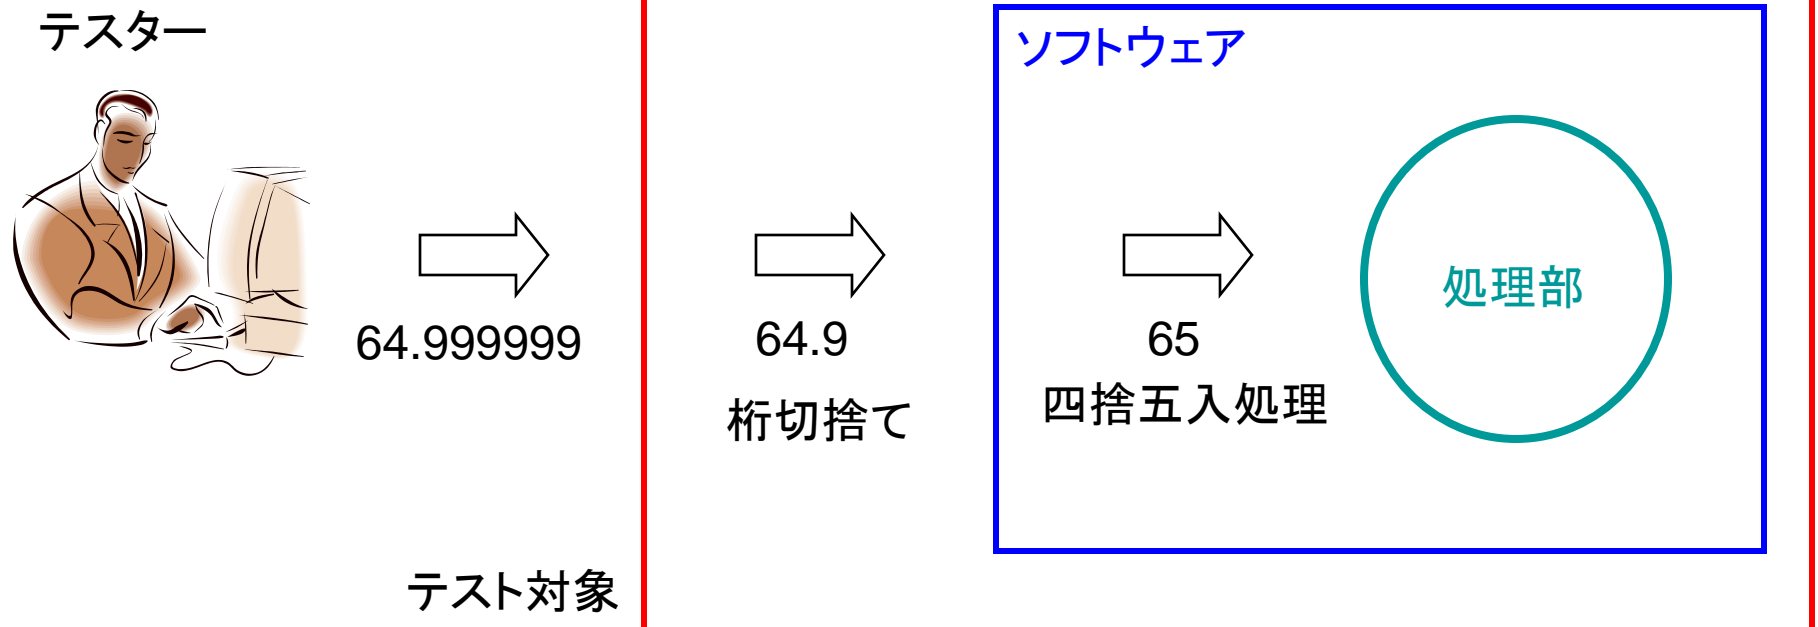 テスター
ソフトウェア
処理部
64.999999
64.9
65
桁切捨て
四捨五入処理
テスト対象